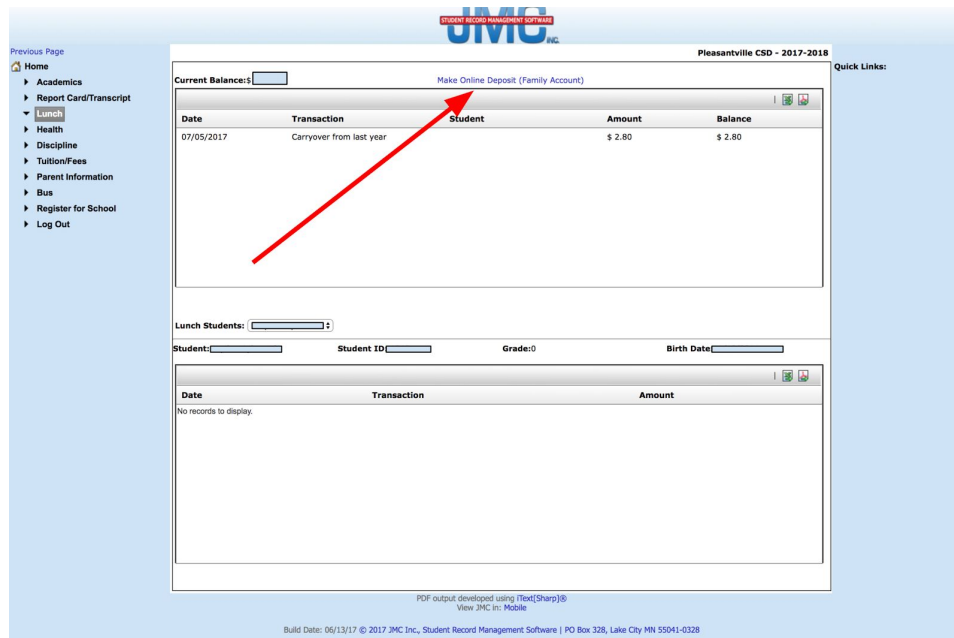 STUDENT RECORD MANAGEMENT SOFTWARE
JMC INC.
Previous Page
Pleasantville CSD - 2017-2018
Home
Academics
Report Card/Transcript
Lunch
Health
Discipline
Tuition/Fees
Parent Information
Bus
Register for School
Log Out
Quick Links:
Current Balance:$
Make Online Deposit (Family Account)
Date Transaction Student Amount Balance
07/05/2017 Carryover from last year $ 2.80 $ 2.80
Lunch Students:
Student: Student ID Grade:0 Birth Date
Date Transaction Amount
No records to display.
PDF output developed using iText[Sharp]®
View JMC in: Mobile
Build Date: 06/13/17 © 2017 JMC Inc., Student Record Management Software | PO Box 328, Lake City MN 55041-0328